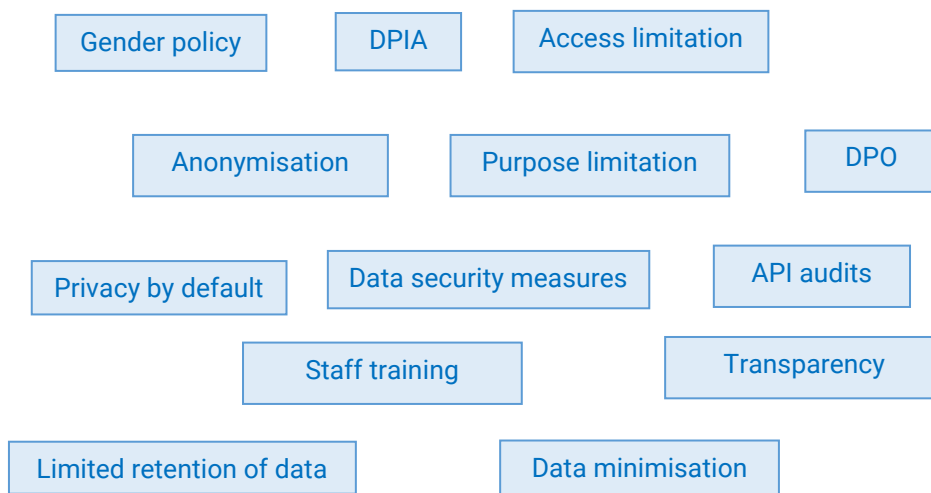 Gender policy
DPIA
Access limitation
Anonymisation
Purpose limitation
DPO
Privacy by default
Data security measures
API audits
Staff training
Transparency
Limited retention of data
Data minimisation